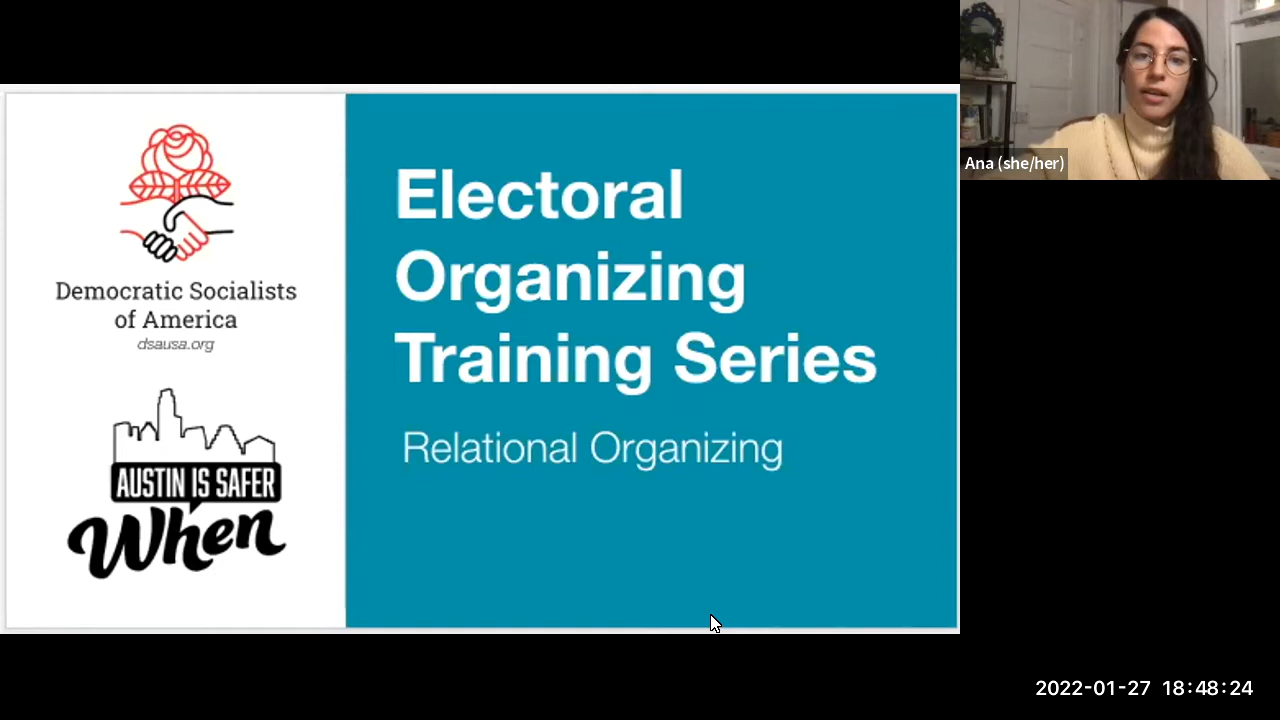 Democratic Socialists
of America
dsausa.org
AUSTIN IS SAFER
When
Electoral
Organizing
Training Series
Relational Organizing
Ana (she/her)
2022-01-27 18:48:24